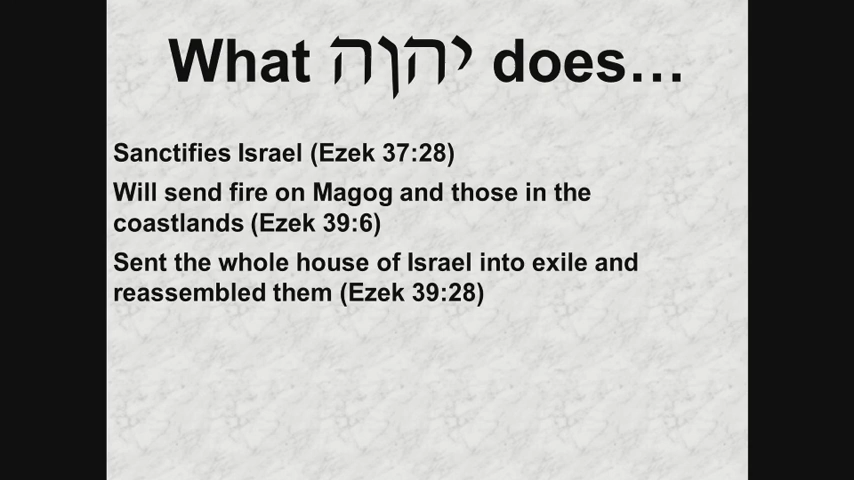 What יהוה does…
Sanctifies Israel (Ezek 37:28)
Will send fire on Magog and those in the
coastlands (Ezek 39:6)
Sent the whole house of Israel into exile and
reassembled them (Ezek 39:28)